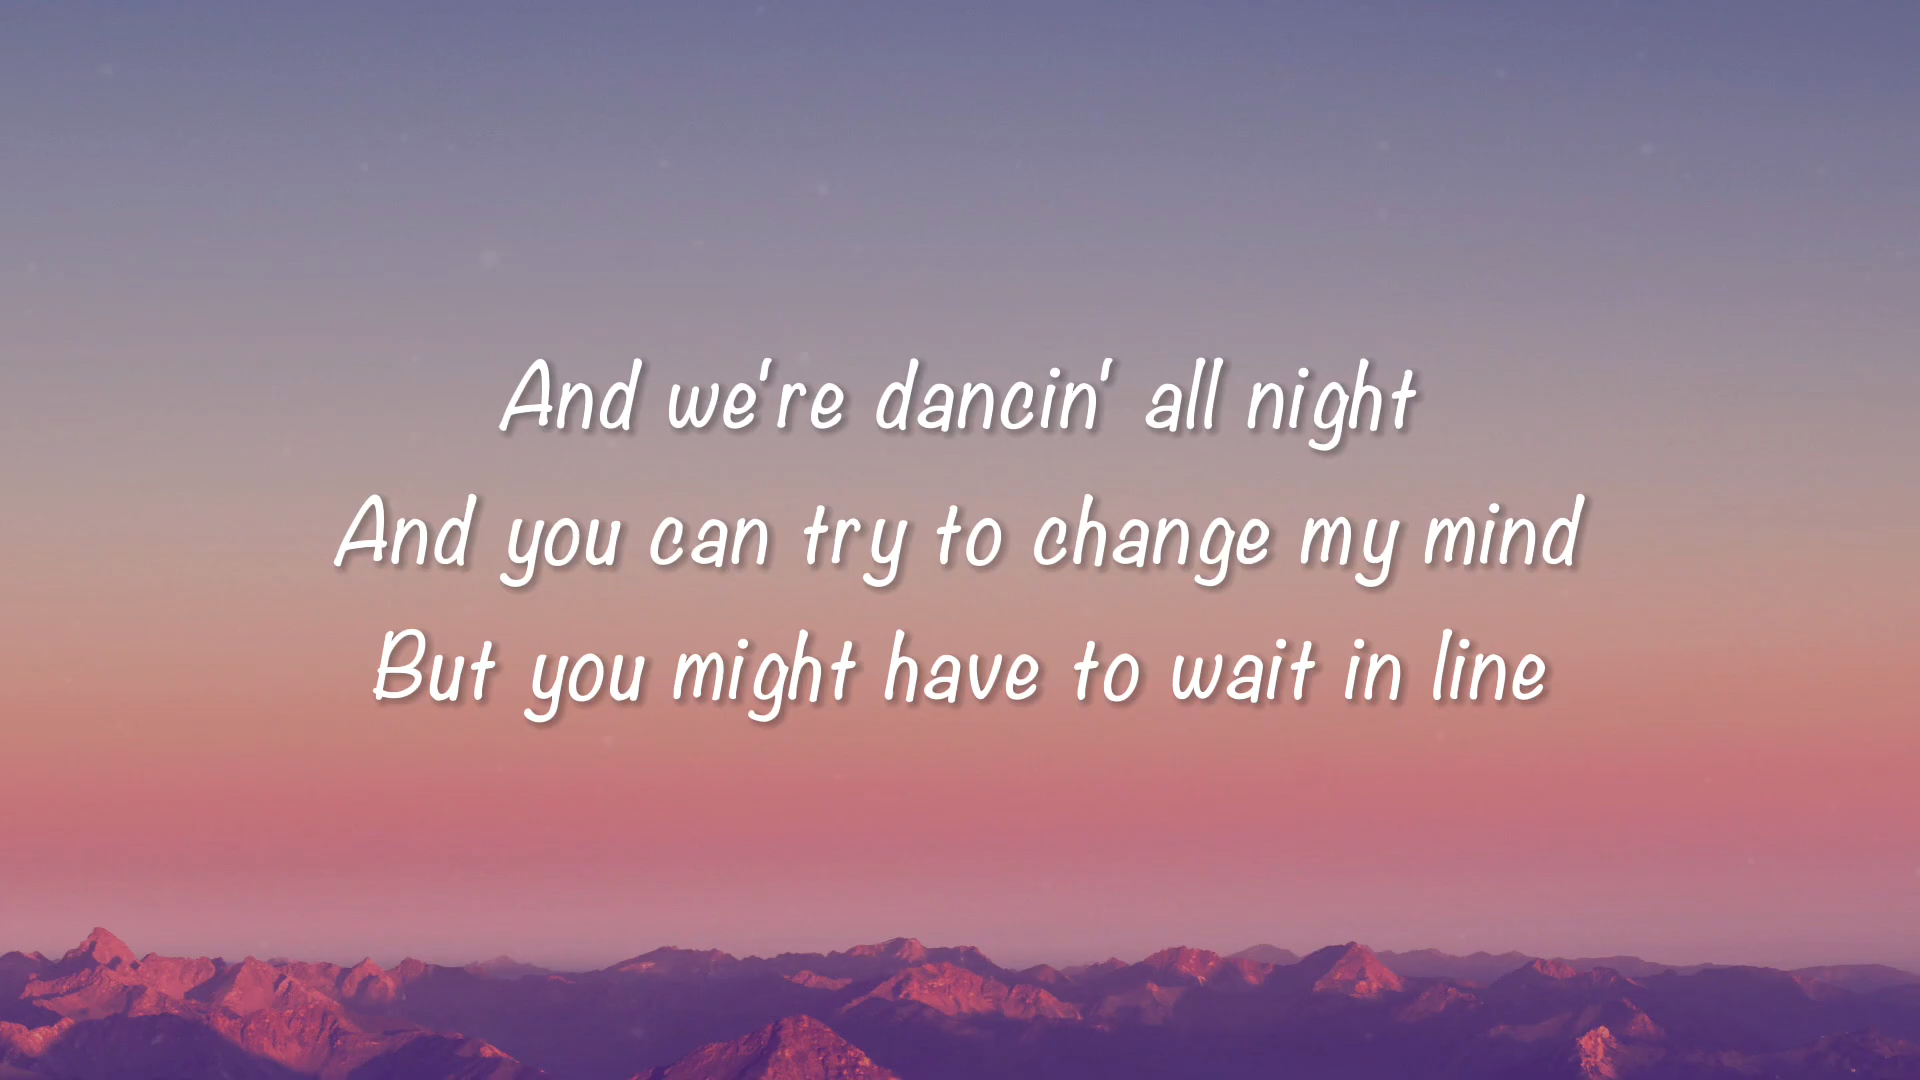 And we're dancin' all night
And you can try to change my mind
But you might have to wait in line